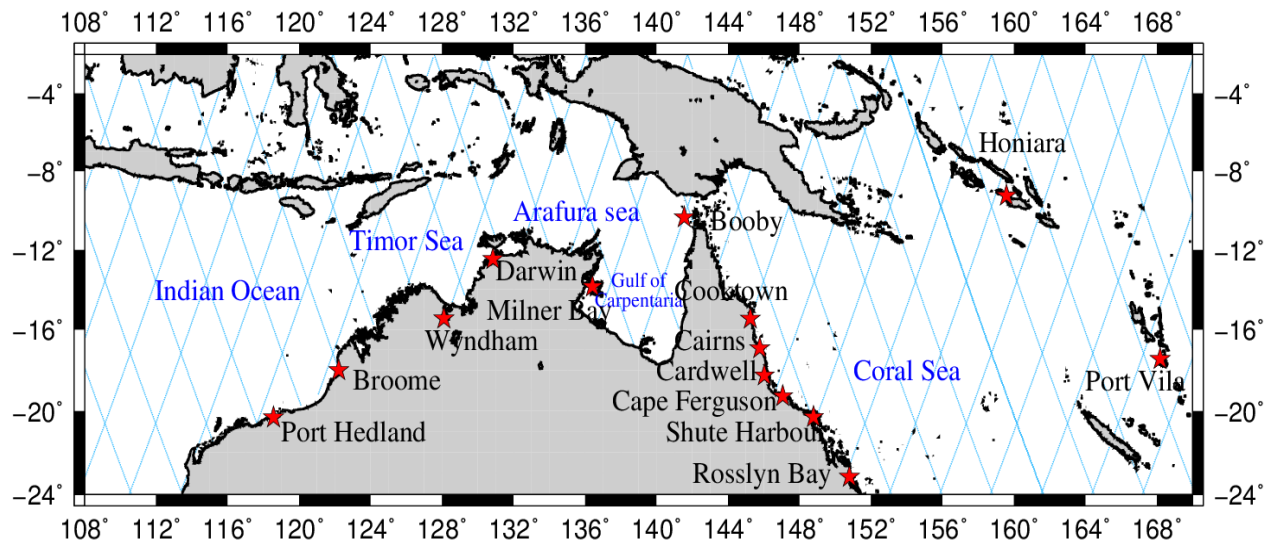 108° 112° 116° 120° 124° 128° 132° 136° 140° 144° 148° 152° 156° 160° 164° 168°
−4° −4°
Honiara
−8° −8°
Arafura sea
Booby
Timor Sea
−12° −12°
Darwin
Gulf of
Carpentaria
Indian Ocean
Cooktown
Milner Bay
−16° −16°
Wyndham
Cairns
Cardwell
Coral Sea
Broome
Port Vila
Cape Ferguson
−20° −20°
Port Hedland
Shute Harbour
Rosslyn Bay
−24° −24°
108° 112° 116° 120° 124° 128° 132° 136° 140° 144° 148° 152° 156° 160° 164° 168°